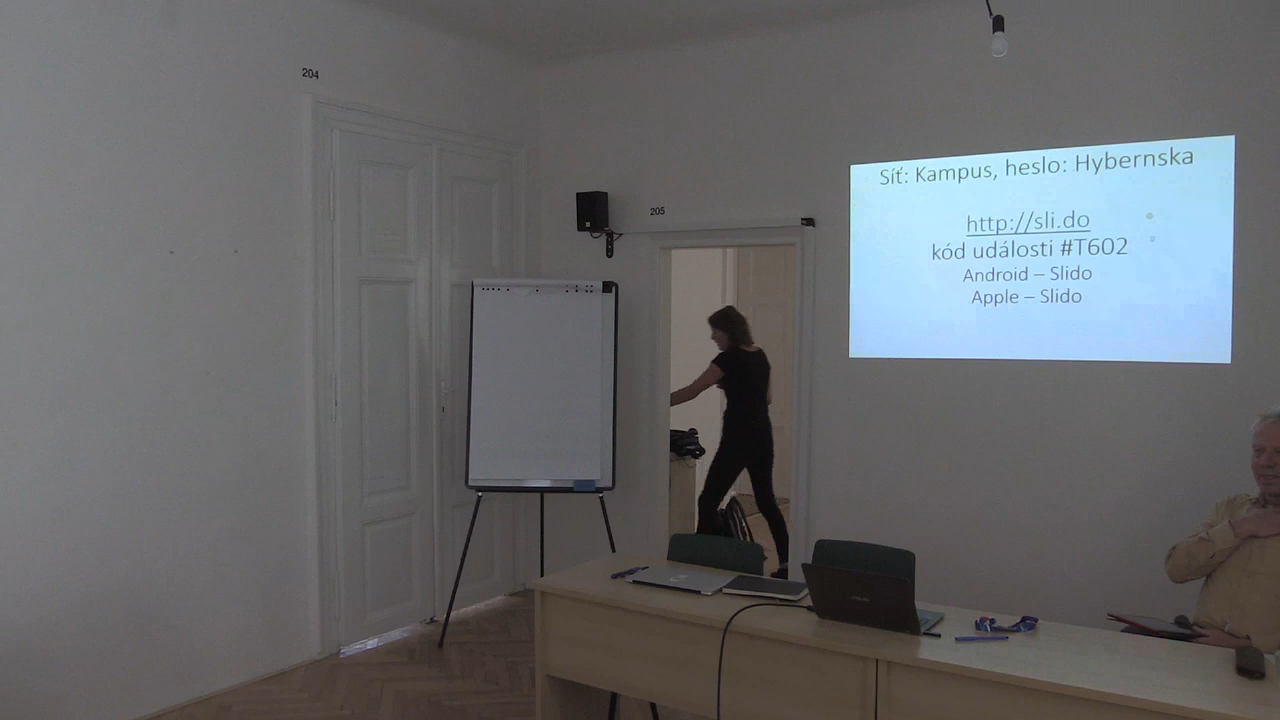 204
205
Síť: Kampus, heslo: Hybernska
http://sli.do
kód události #T602
Android – Slido
Apple – Slido